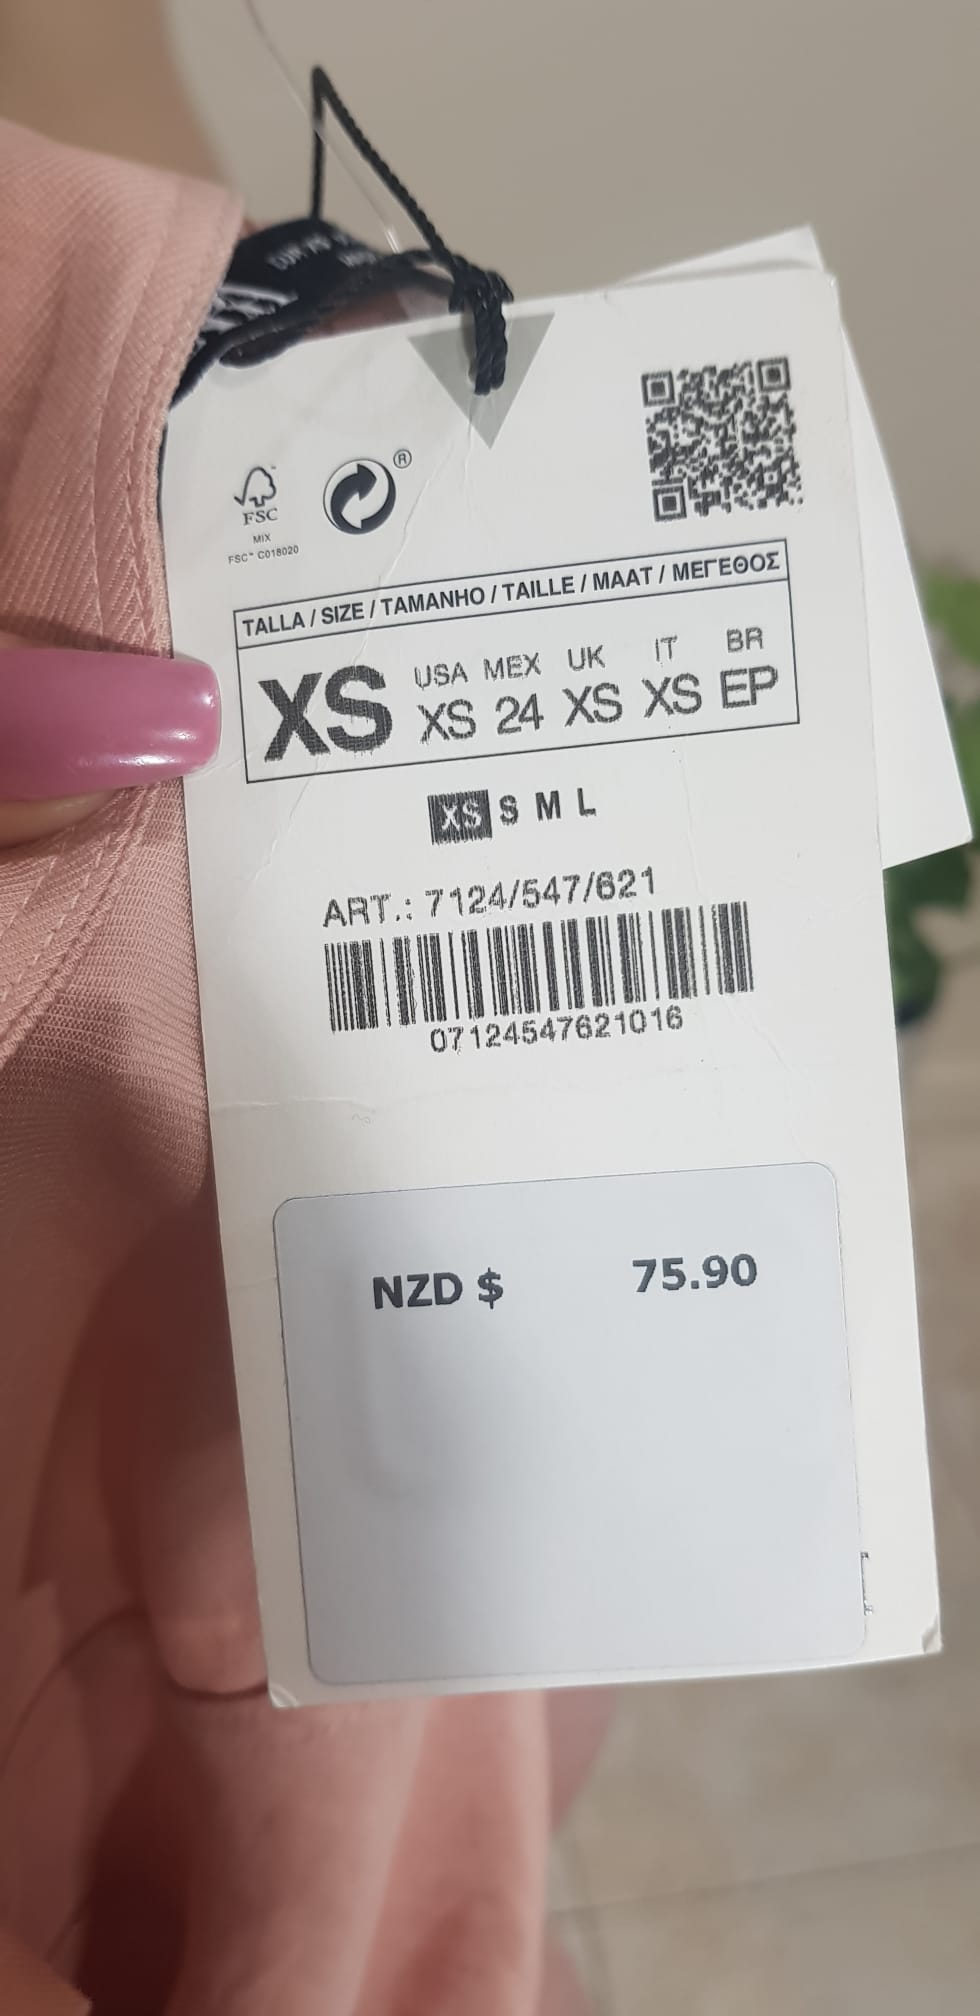 ®
FSC
MIX
FSC™ C018020
TALLA / SIZE / TAMANHO / TAILLE / MAAT / ΜΕΓΕΘΟΣ
XS
USA MEX UK IT BR
XS 24 XS XS EP
XS S M L
ART.: 7124/547/621
07124547621016
NZD $ 75.90